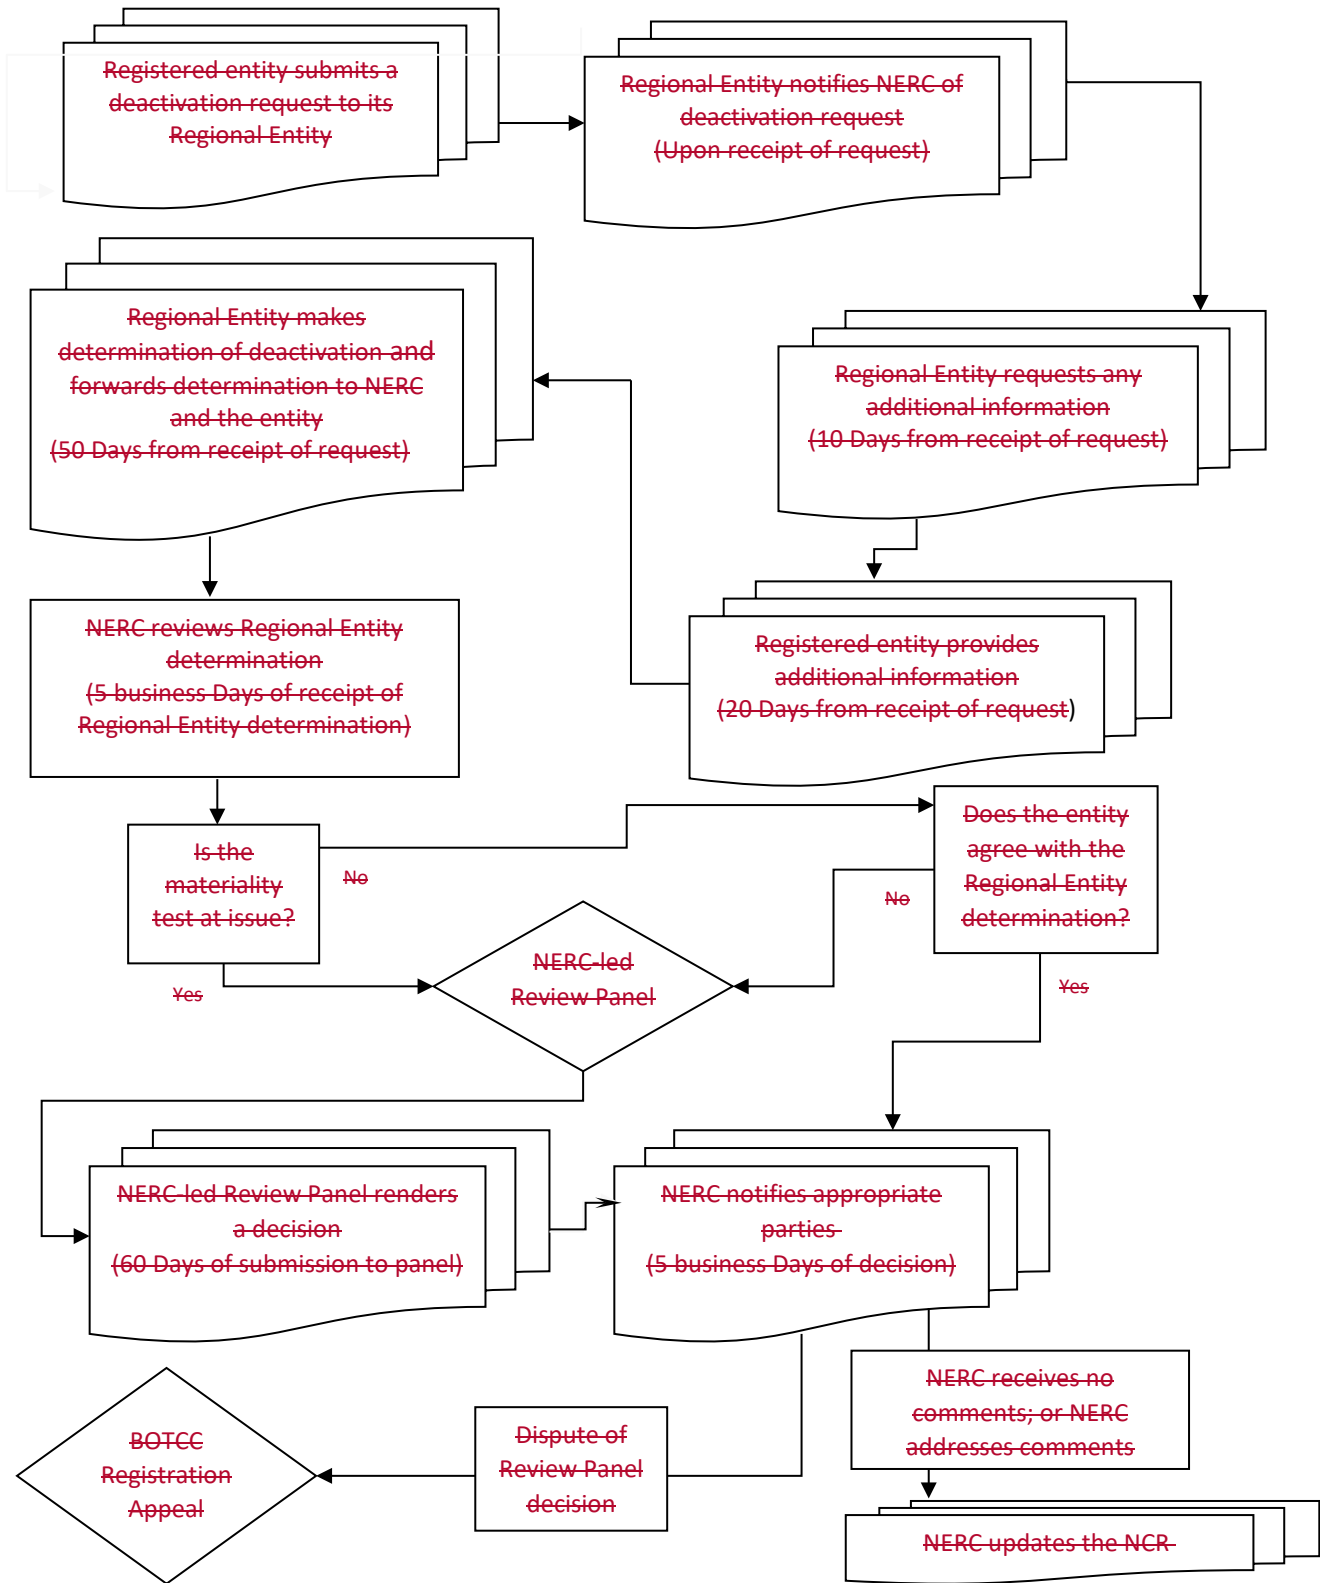 Registered entity submits a
deactivation request to its
Regional Entity
Regional Entity notifies NERC of
deactivation request
(Upon receipt of request)
Regional Entity makes
determination of deactivation and
forwards determination to NERC
and the entity
(50 Days from receipt of request)
Regional Entity requests any
additional information
(10 Days from receipt of request)
NERC reviews Regional Entity
determination
(5 business Days of receipt of
Regional Entity determination)
Registered entity provides
additional information
(20 Days from receipt of request)
Is the
materiality
test at issue?
No
Yes
Does the entity
agree with the
Regional Entity
determination?
No
Yes
NERC-led
Review Panel
NERC-led Review Panel renders
a decision
(60 Days of submission to panel)
NERC notifies appropriate
parties
(5 business Days of decision)
BOTCC
Registration
Appeal
Dispute of
Review Panel
decision
NERC receives no
comments; or NERC
addresses comments
NERC updates the NCR